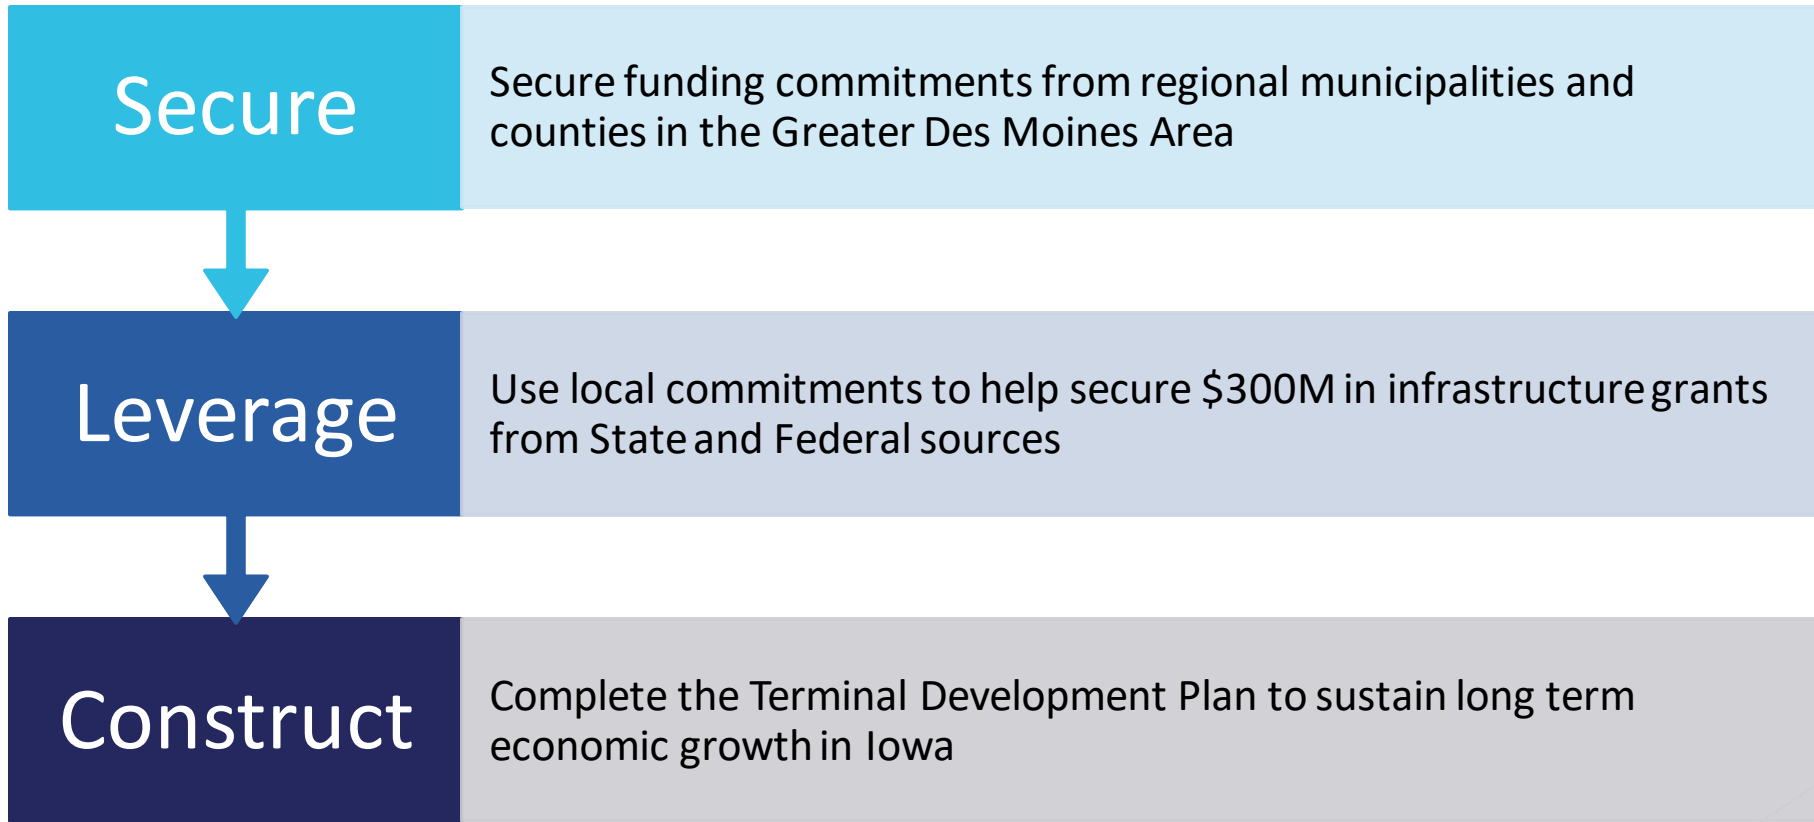 Secure
Secure funding commitments from regional municipalities and
counties in the Greater Des Moines Area
Leverage
Use local commitments to help secure $300M in infrastructure grants
from State and Federal sources
Construct
Complete the Terminal Development Plan to sustain long term
economic growth in Iowa